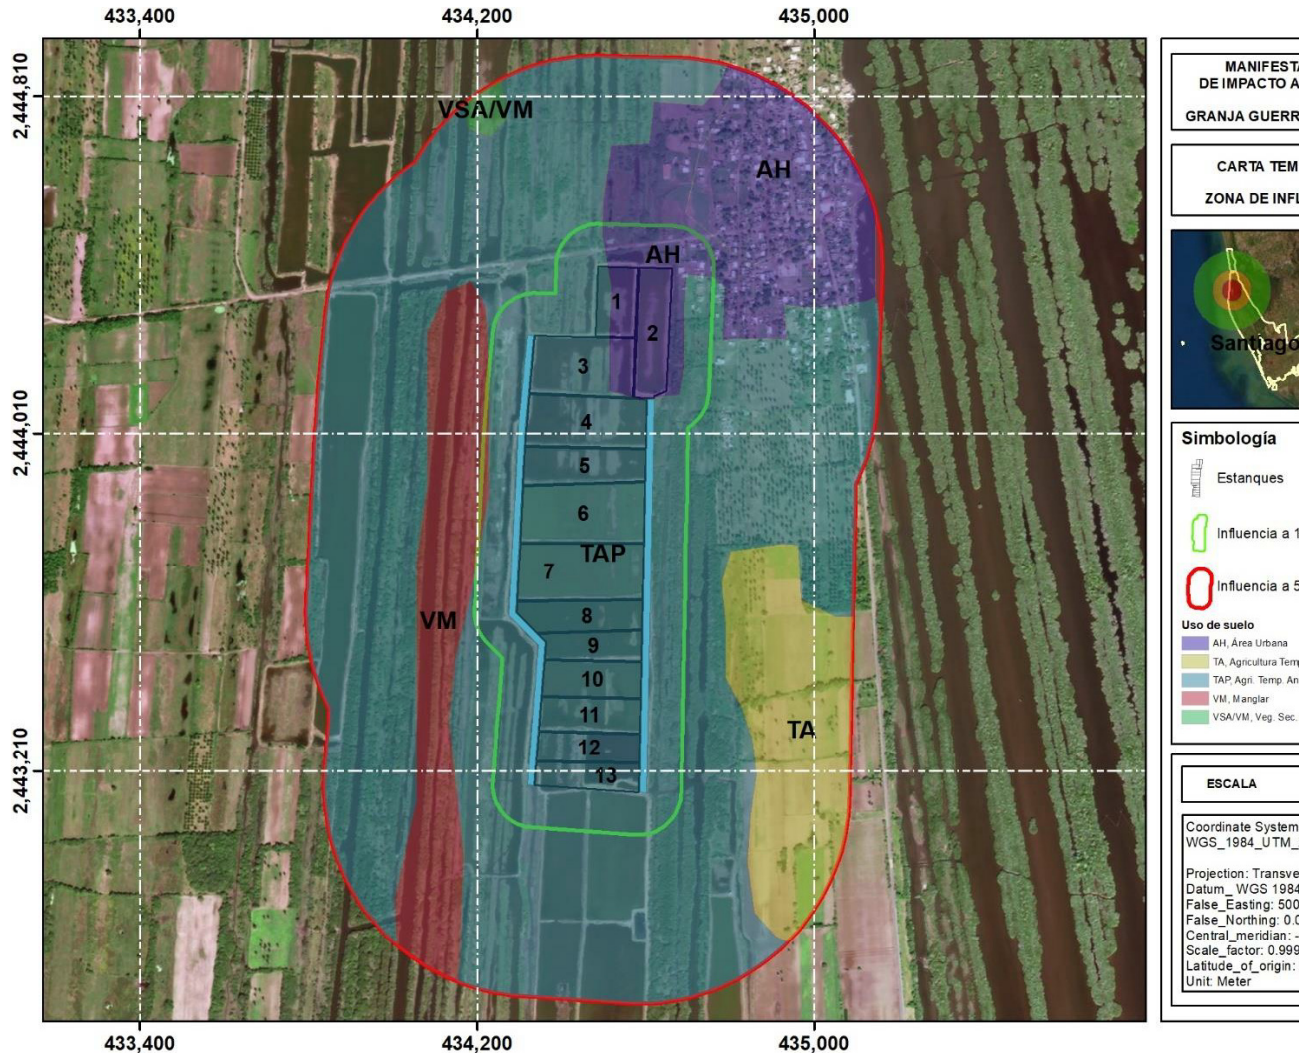 433,400
434,200
435,000
2,444,810
2,444,010
2,443,210
VSA/VM
AH
AH
1
2
3
4
5
6
TAP
7
8
VM
9
10
11
TA
12
13
433,400
434,200
435,000
MANIFESTA
DE IMPACTO A
GRANJA GUERR
CARTA TEM
ZONA DE INFL
Santiago
Simbología
Estanques
Influencia a 1
Influencia a 5
Uso de suelo
AH, Área Urbana
TA, Agricultura Temp
TAP, Agri. Temp. An
VM, Manglar
VSA/VM, Veg. Sec.
ESCALA
Coordinate System
WGS_1984_UTM_
Projection: Transve
Datum_ WGS 1984
False_Easting: 500
False_Northing: 0.0
Central_meridian: -
Scale_factor: 0.999
Latitude_of_origin:
Unit: Meter